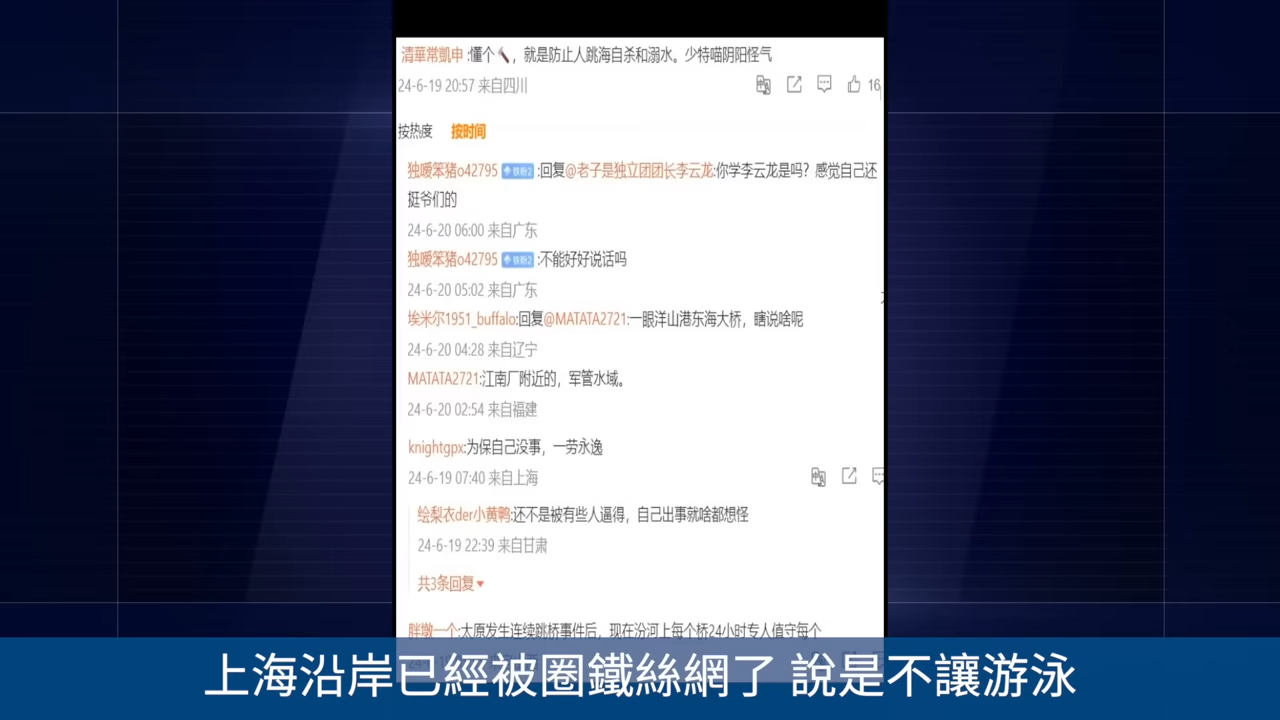 清華常凱申:懂个🔨，就是防止人跳海自杀和溺水。少特喵阴阳怪气
24-6-19 20:57 来自四川
16
按热度 按时间
独嗳笨猪o42795 铁粉2 :回复@老子是独立团团长李云龙:你学李云龙是吗？感觉自己还
挺爷们的
24-6-20 06:00 来自广东
独嗳笨猪o42795 铁粉2 :不能好好说话吗
24-6-20 05:02 来自广东
埃米尔1951_buffalo:回复@MATATA2721:一眼洋山港东海大桥，瞎说啥呢
24-6-20 04:28 来自辽宁
MATATA2721:江南厂附近的，军管水域。
24-6-20 02:54 来自福建
knightgpx:为保自己没事，一劳永逸
24-6-19 07:40 来自上海
绘梨衣der小黄鸭:还不是被有些人逼得，自己出事就啥都想怪
24-6-19 22:39 来自甘肃
共3条回复
胖墩一个:太原发生连续跳桥事件后，现在汾河上每个桥24小时专人值守每个
上海沿岸已經被圈鐵絲網了 說是不讓游泳